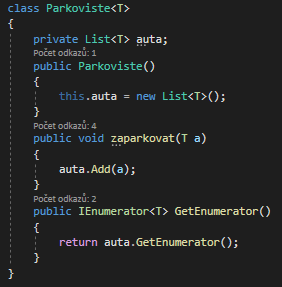 class Parkoviste<T>
{
private List<T> auta;
Počet odkazů: 1
public Parkoviste()
{
this.auta = new List<T>();
}
Počet odkazů: 4
public void zaparkovat(T a)
{
auta.Add(a);
}
Počet odkazů: 2
public IEnumerator<T> GetEnumerator()
{
return auta.GetEnumerator();
}
}